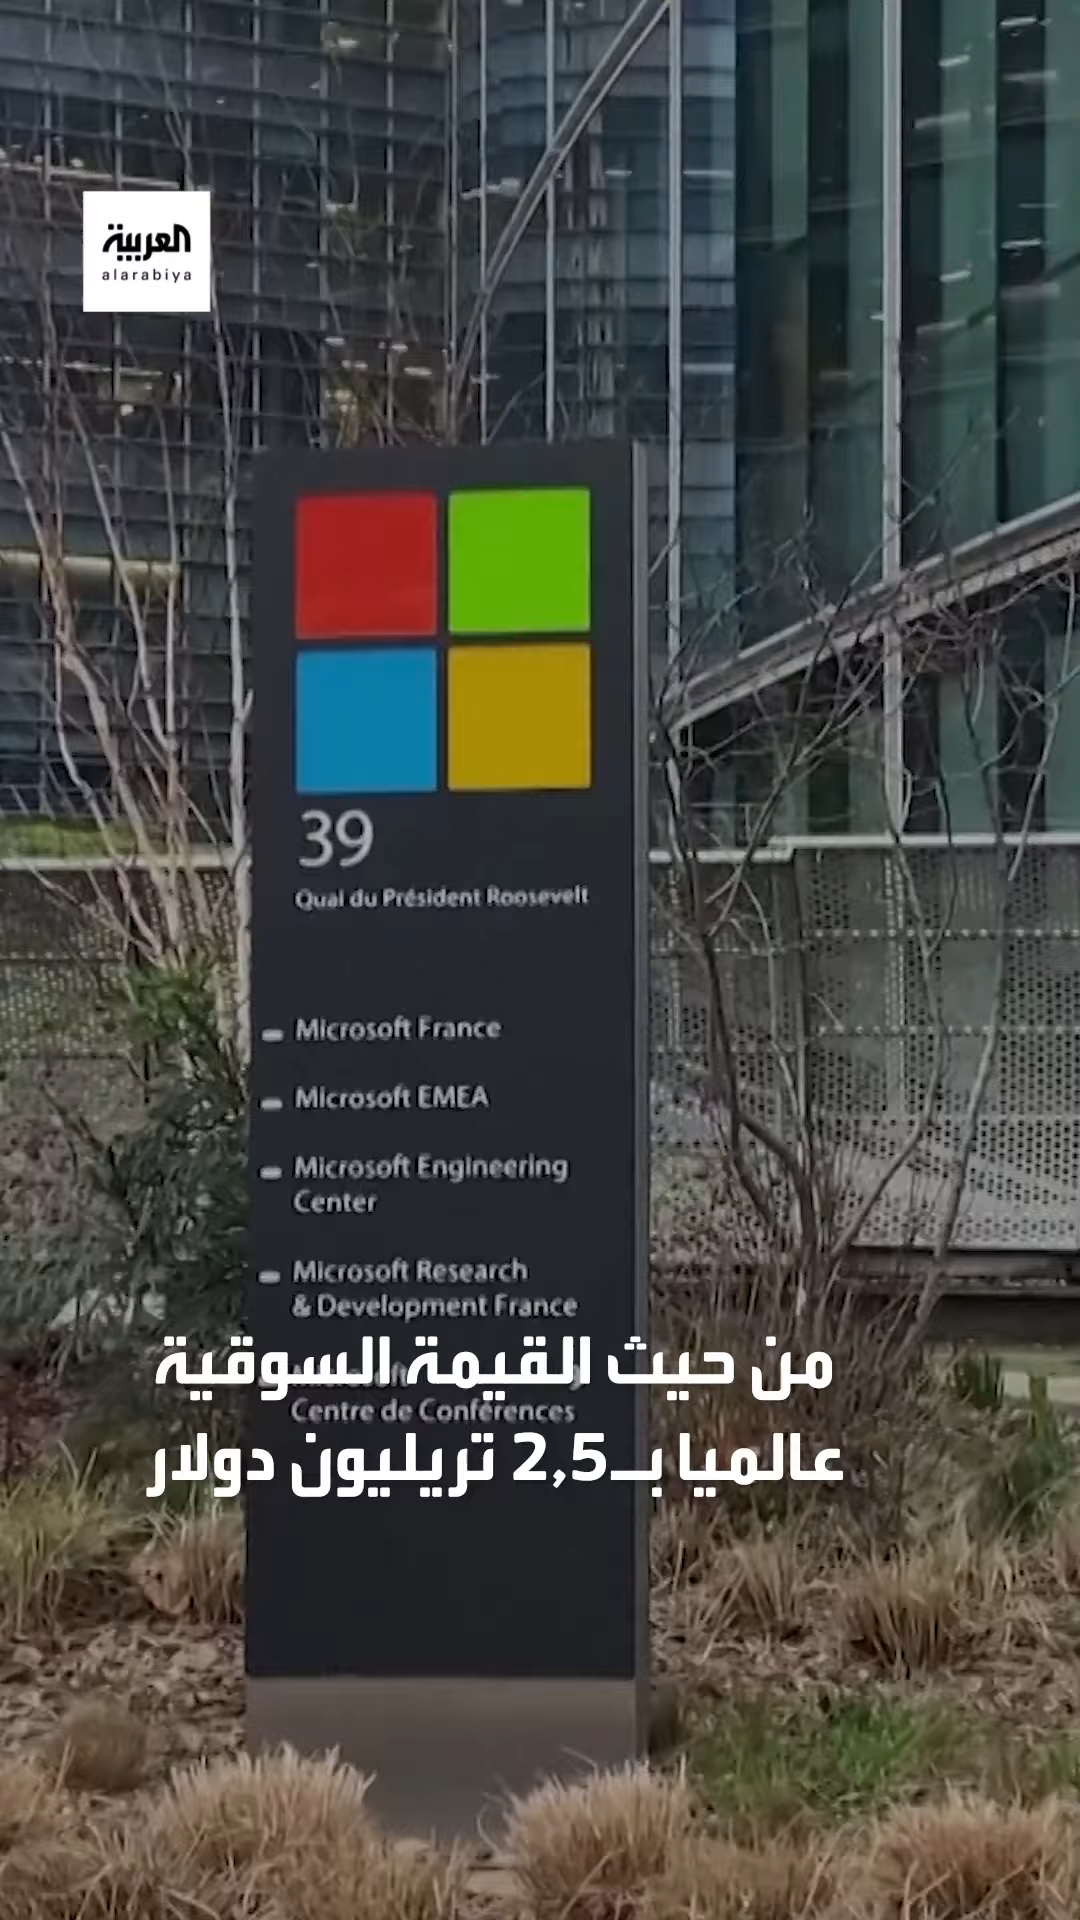 العربية
alarabiya
39
Quai du Président Roosevelt
Microsoft France
Microsoft EMEA
Microsoft Engineering
Center
Microsoft Research
& Development France
Microsoft
Centre de Conférences
من حيث القيمة السوقية
عالميا بـ2,5 تريليون دولار